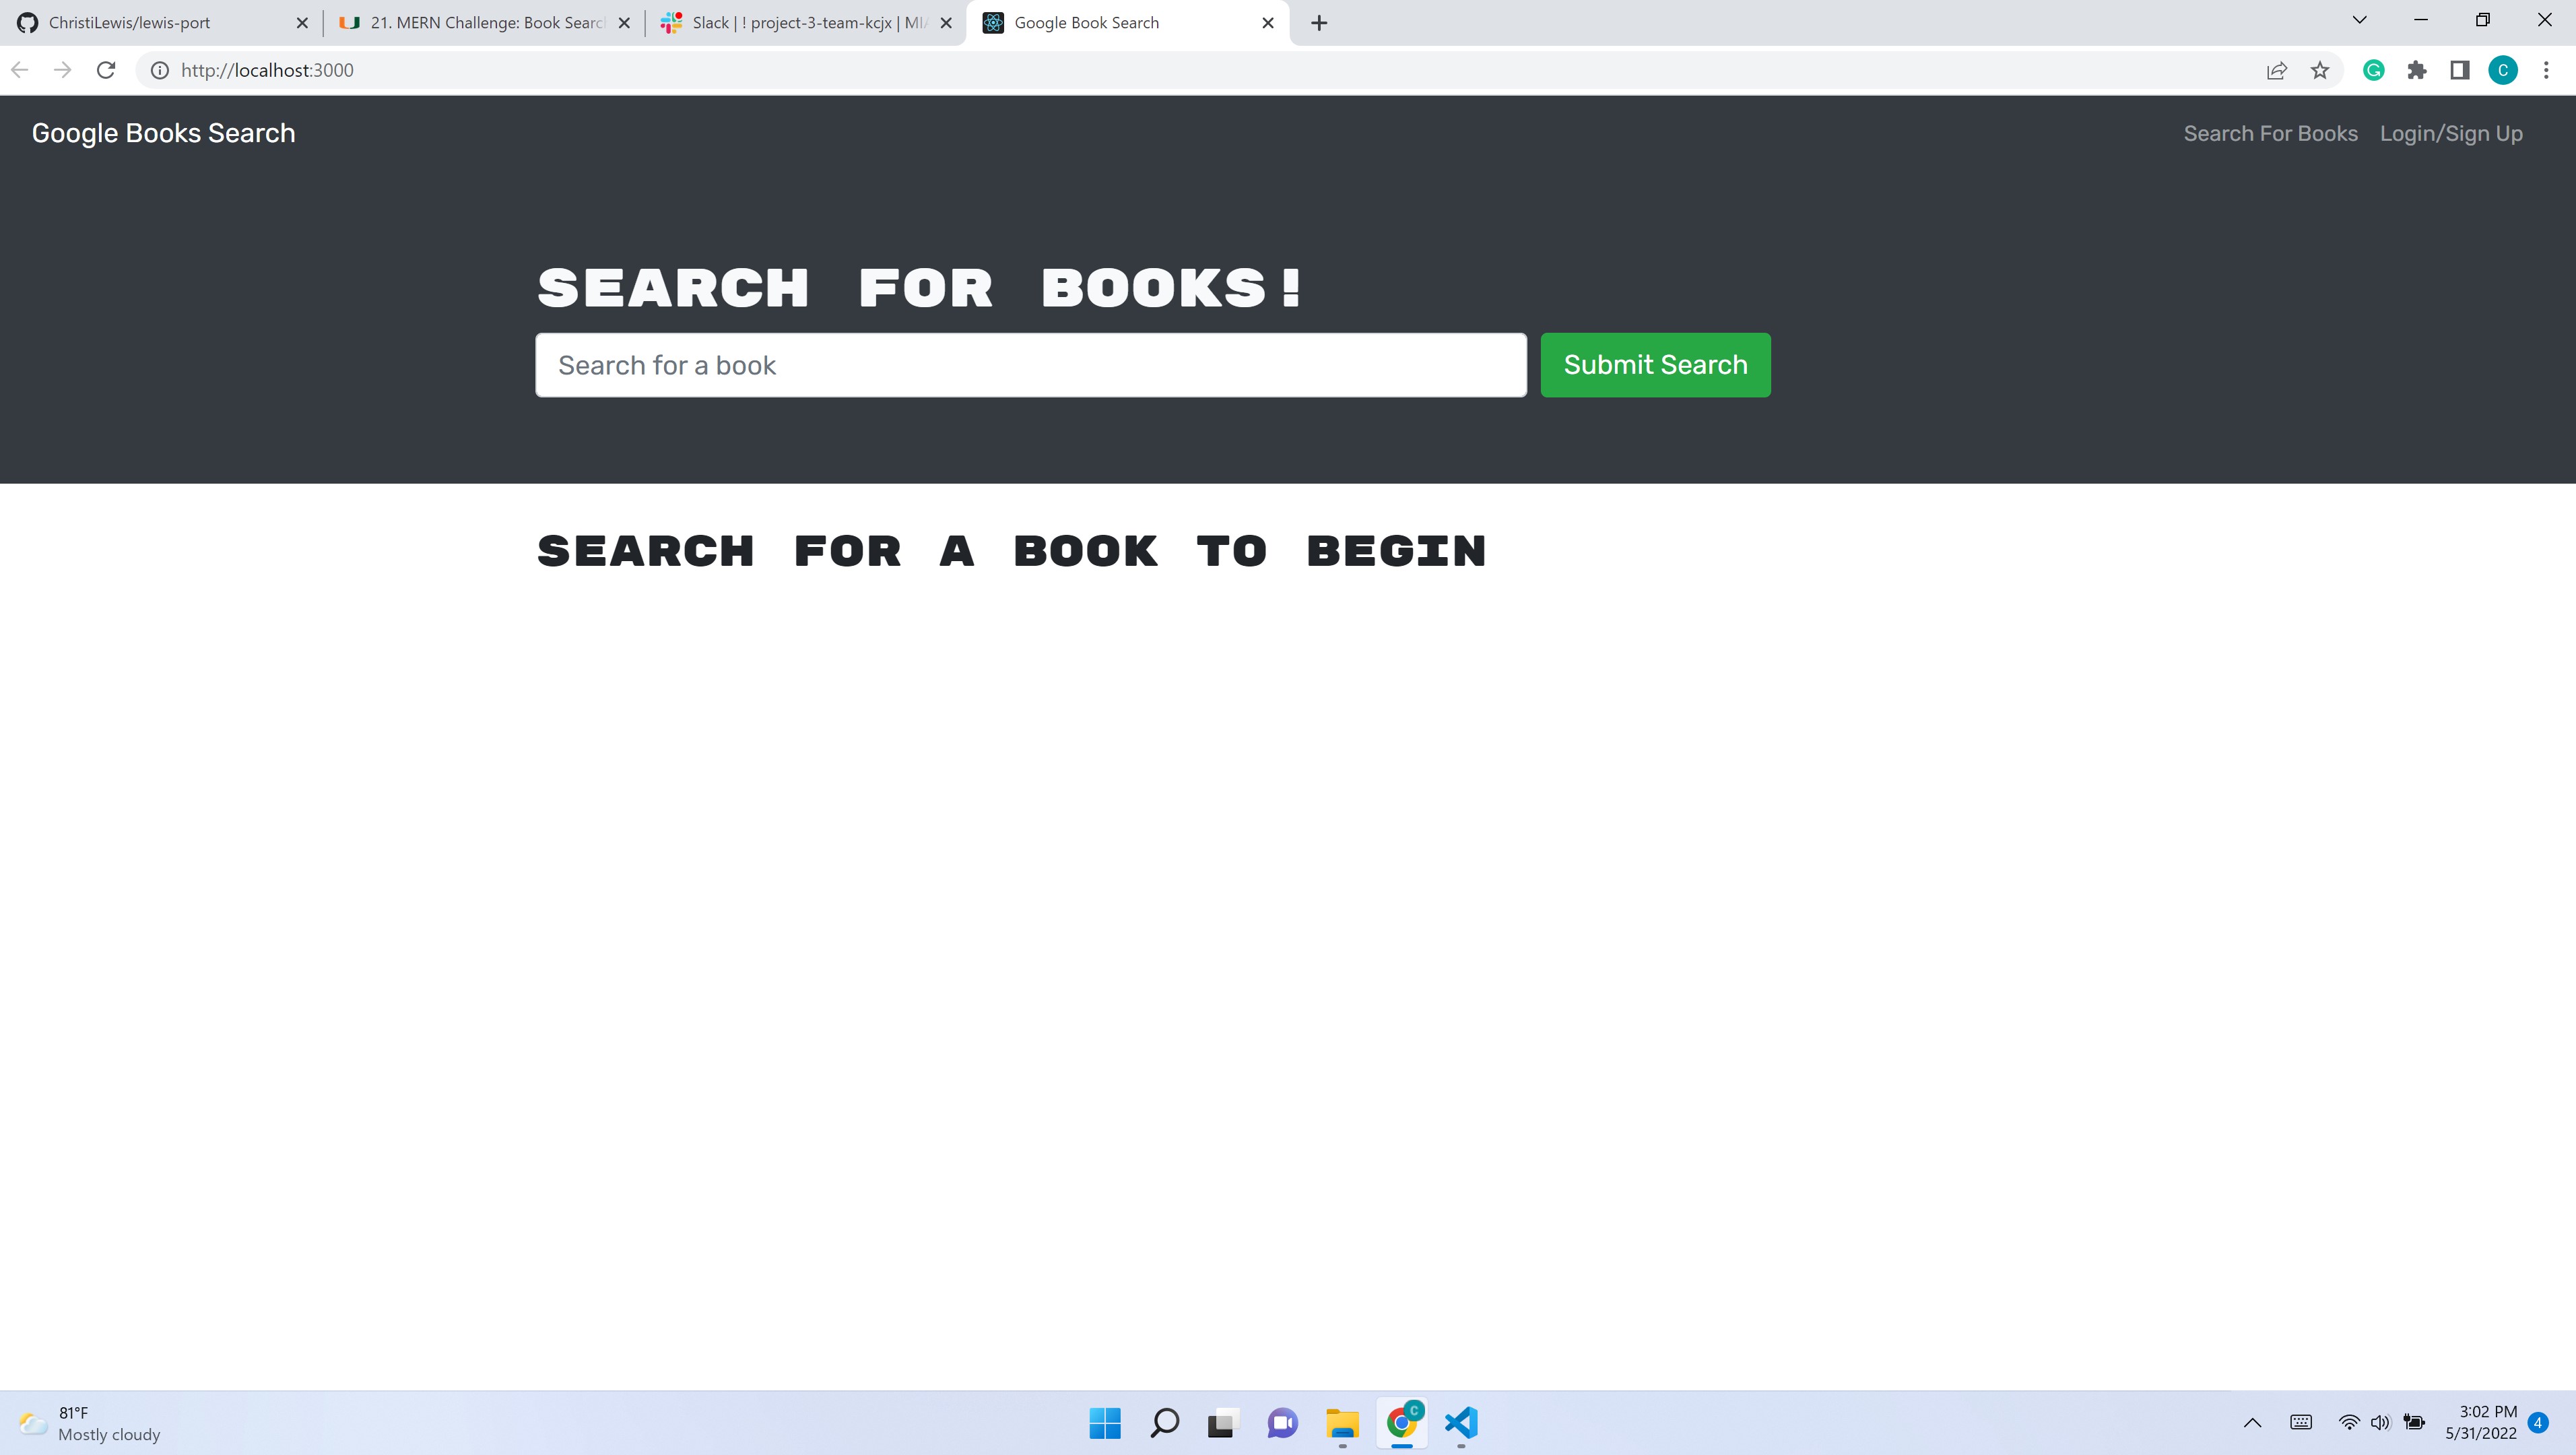 ChristiLewis/lewis-port
21. MERN Challenge: Book Searc
Slack | ! project-3-team-kcjx | MIA
Google Book Search
http://localhost:3000
C
Google Books Search
Search For Books
Login/Sign Up
SEARCH FOR BOOKS!
Search for a book
Submit Search
SEARCH FOR A BOOK TO BEGIN
81°F
Mostly cloudy
C
3:02 PM
5/31/2022
4